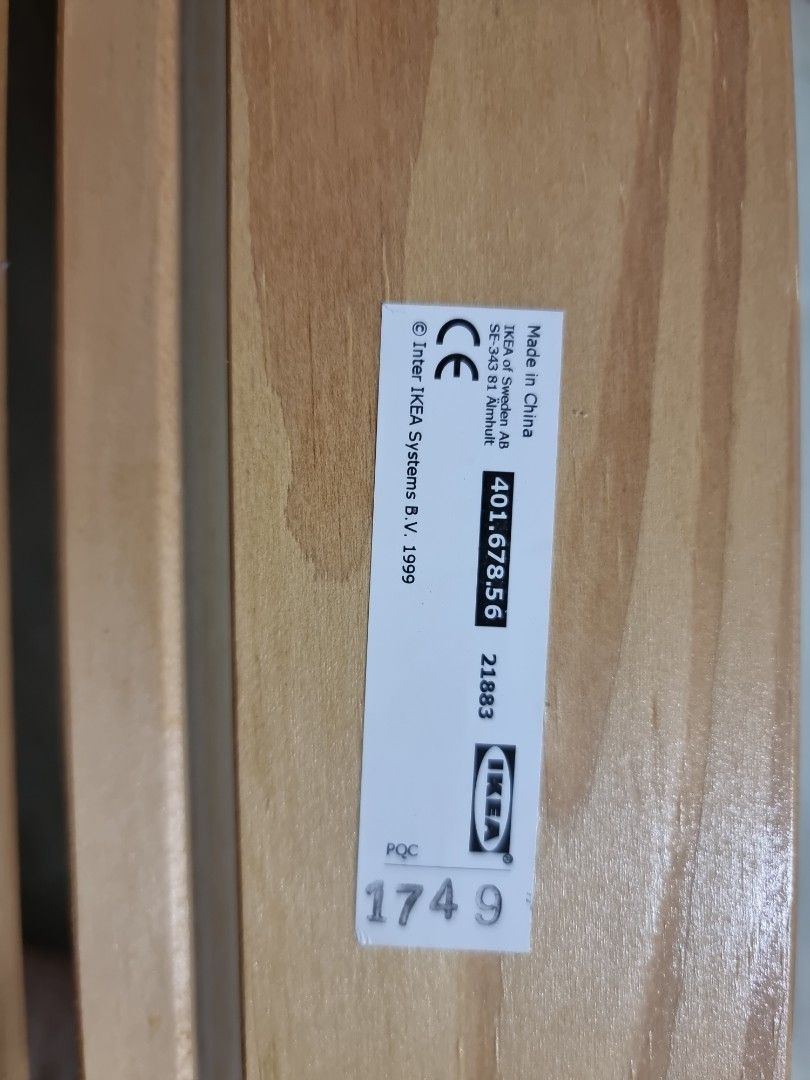 Made in China
IKEA of Sweden AB
SE-343 81 Älmhult
401.678.56
21883
IKEA®
CE
© Inter IKEA Systems B.V. 1999
PQC
1749